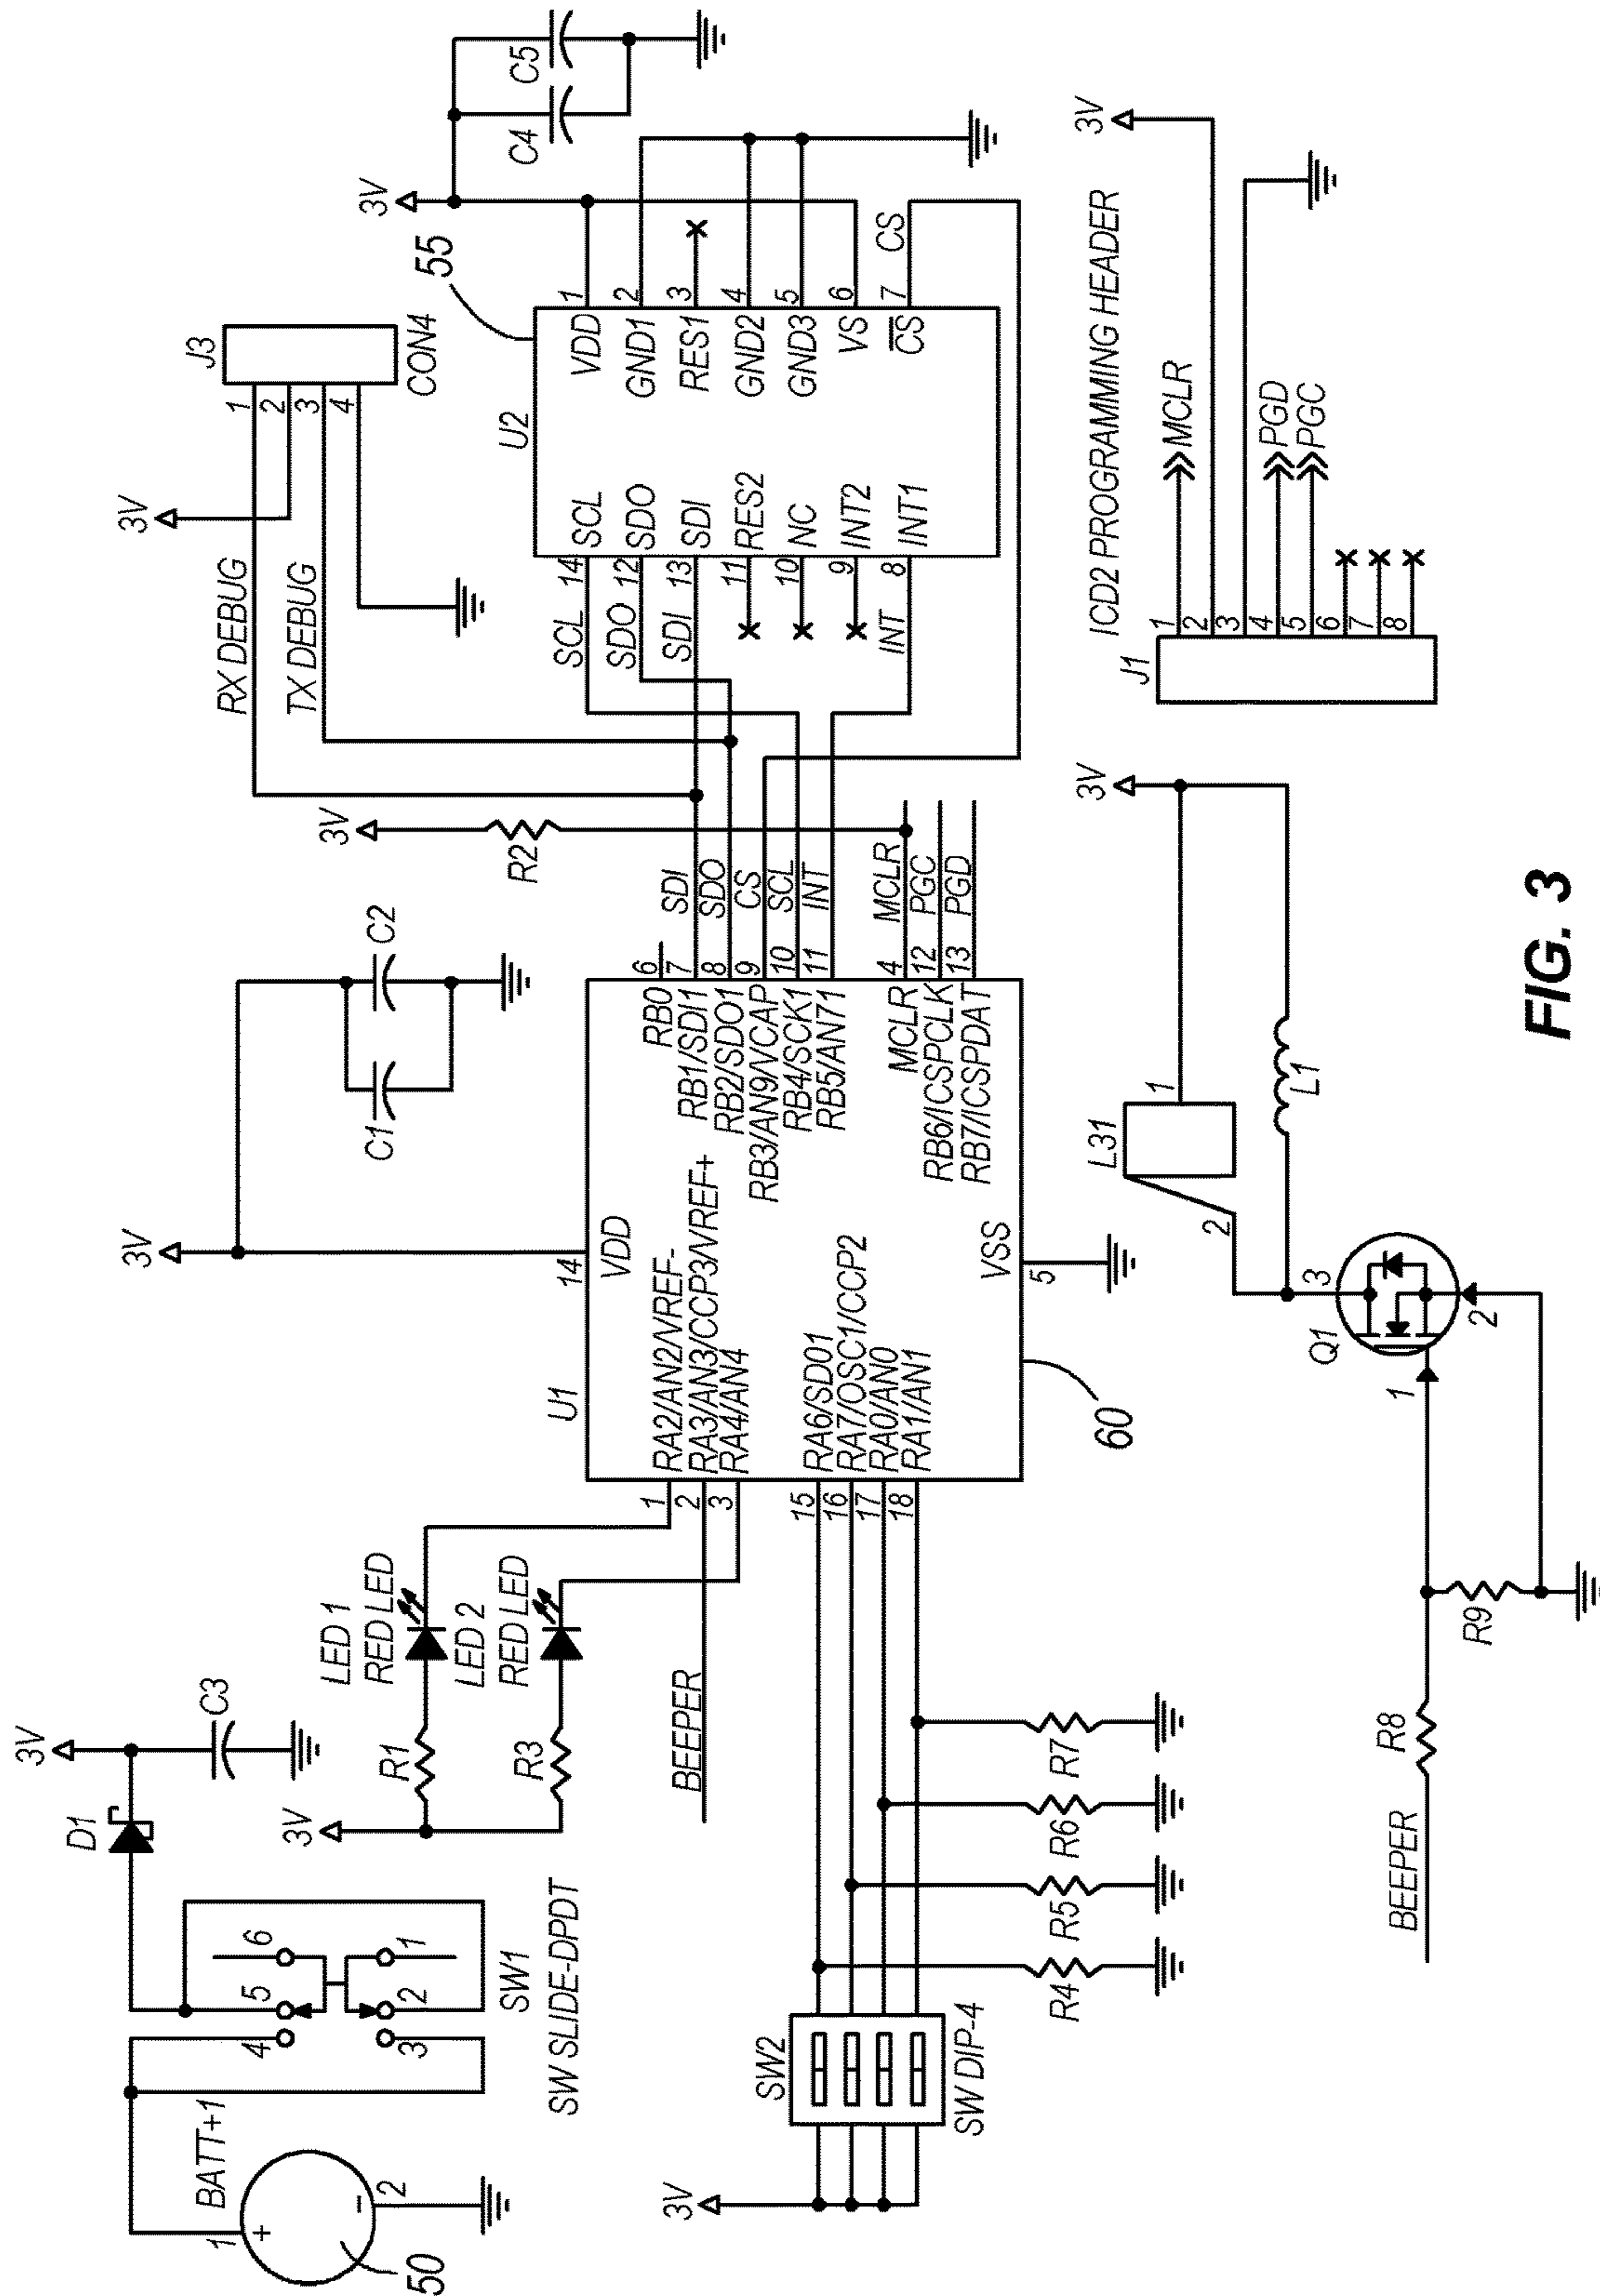 BATT+1
1
+
-
2
50
4
5
6
3
2
1
SW1
SW SLIDE-DPDT
D1
3V
C3
3V
R1
R3
LED 1
RED LED
LED 2
RED LED
BEEPER
3V
SW2
SW DIP-4
R4
R5
R6
R7
3V
C1
C2
U1
14
VDD
1
RA2/AN2/VREF-
2
RA3/AN3/CCP3/VREF+
3
RA4/AN4
15
RA6/SD01
16
RA7/OSC1/CCP2
17
RA0/AN0
18
RA1/AN1
VSS
5
60
RB0
6
RB1/SDI1
7
SDI
RB2/SDO1
8
SDO
RB3/AN9/VCAP
9
CS
RB4/SCK1
10
SCL
RB5/AN71
11
INT
MCLR
4
MCLR
RB6/ICSPCLK
12
PGC
RB7/ICSPDAT
13
PGD
3V
R2
RX DEBUG
TX DEBUG
3V
J3
1
2
3
4
CON4
55
U2
SCL
14
SCL
SDO
12
SDO
SDI
13
SDI
11
RES2
10
NC
9
INT2
INT
8
INT1
VDD
1
GND1
2
RES1
3
GND2
4
GND3
5
VS
6
CS
7
CS
3V
C4
C5
BEEPER
R8
R9
1
Q1
3
2
2
L31
1
L1
3V
J1
ICD2 PROGRAMMING HEADER
1
2
3
4
5
6
7
8
MCLR
PGD
PGC
3V
FIG. 3